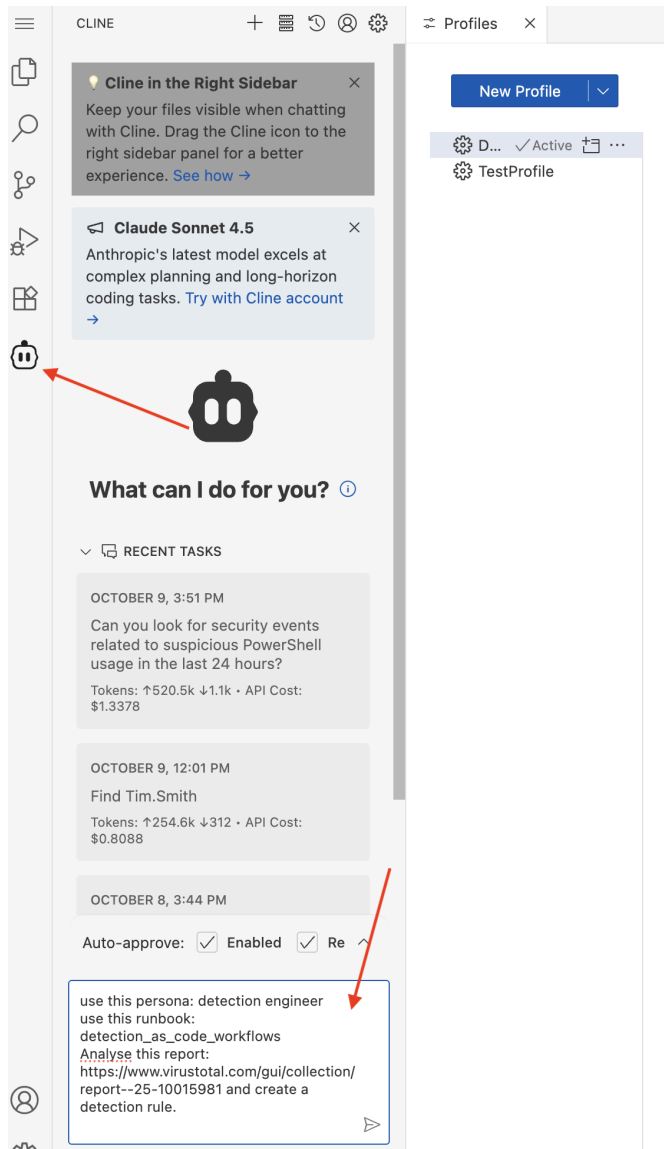 CLINE
Cline in the Right Sidebar
Keep your files visible when chatting
with Cline. Drag the Cline icon to the
right sidebar panel for a better
experience. See how →
Claude Sonnet 4.5
Anthropic's latest model excels at
complex planning and long-horizon
coding tasks. Try with Cline account
→
What can I do for you?
RECENT TASKS
OCTOBER 9, 3:51 PM
Can you look for security events
related to suspicious PowerShell
usage in the last 24 hours?
Tokens: ↑520.5k ↓1.1k • API Cost:
$1.3378
OCTOBER 9, 12:01 PM
Find Tim.Smith
Tokens: ↑254.6k ↓312 • API Cost:
$0.8088
OCTOBER 8, 3:44 PM
Auto-approve: Enabled Re
use this persona: detection engineer
use this runbook:
detection_as_code_workflows
Analyse this report:
https://www.virustotal.com/gui/collection/
report--25-10015981 and create a
detection rule.
Profiles
New Profile
D... Active ...
TestProfile